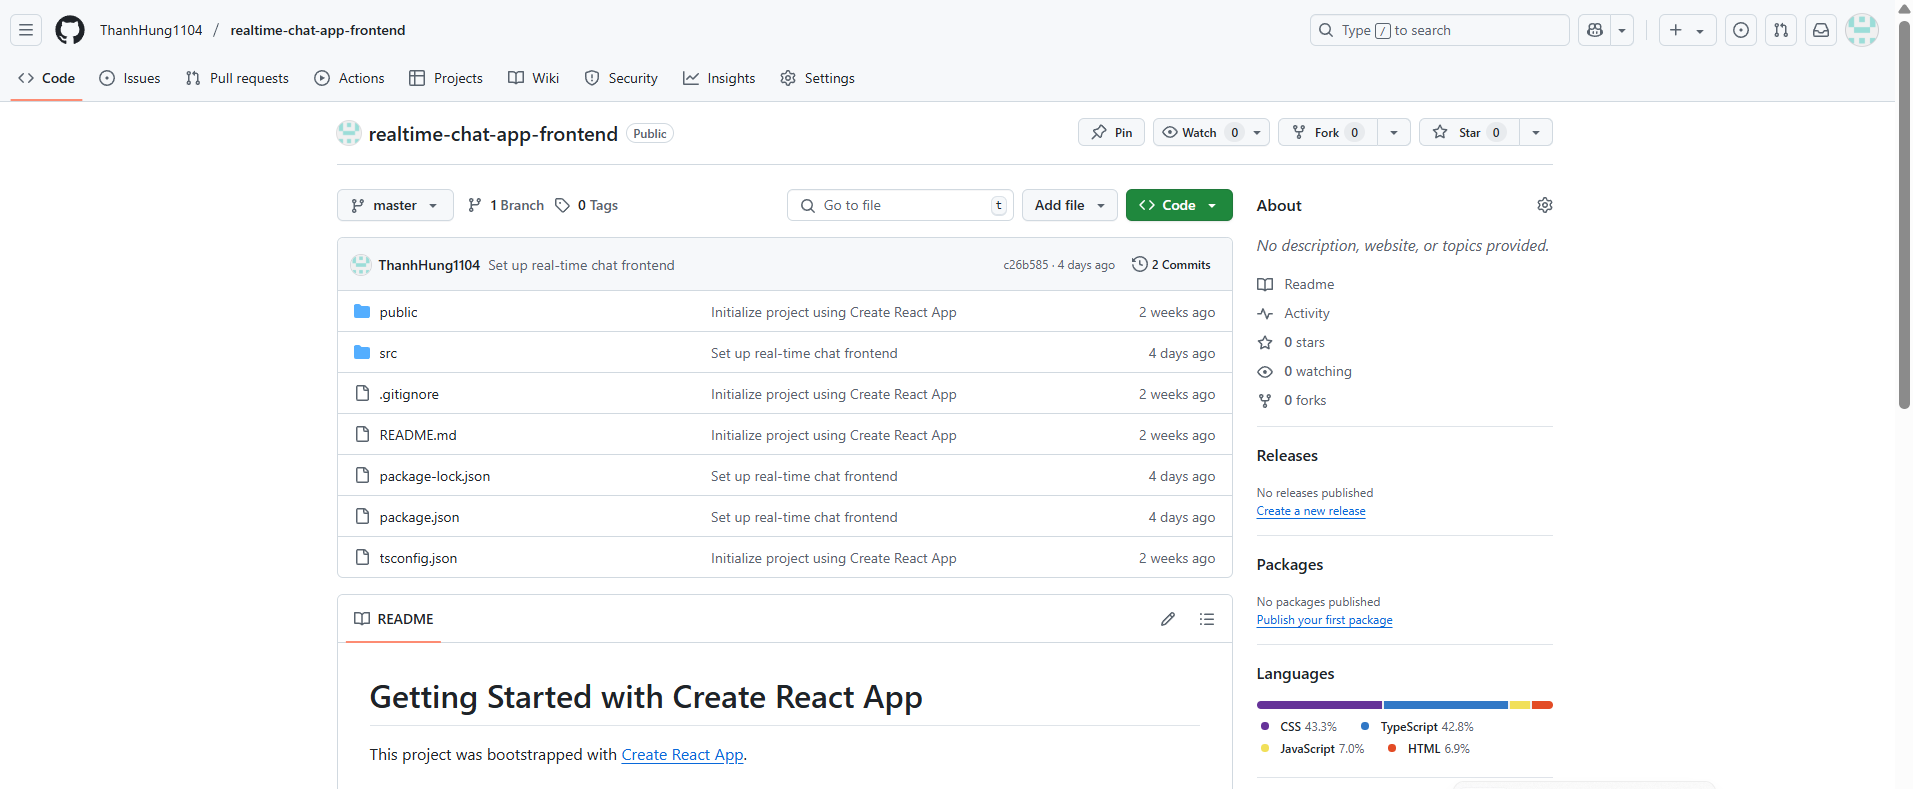 ThanhHung1104 / realtime-chat-app-frontend
Type / to search
Code Issues Pull requests Actions Projects Wiki Security Insights Settings
realtime-chat-app-frontend Public
Pin Watch 0 Fork 0 Star 0
master 1 Branch 0 Tags Go to file t Add file Code
ThanhHung1104 Set up real-time chat frontend c26b585 · 4 days ago 2 Commits
public Initialize project using Create React App 2 weeks ago
src Set up real-time chat frontend 4 days ago
.gitignore Initialize project using Create React App 2 weeks ago
README.md Initialize project using Create React App 2 weeks ago
package-lock.json Set up real-time chat frontend 4 days ago
package.json Set up real-time chat frontend 4 days ago
tsconfig.json Initialize project using Create React App 2 weeks ago
README
Getting Started with Create React App
This project was bootstrapped with Create React App.
About
No description, website, or topics provided.
Readme
Activity
0 stars
0 watching
0 forks
Releases
No releases published
Create a new release
Packages
No packages published
Publish your first package
Languages
CSS 43.3% TypeScript 42.8%
JavaScript 7.0% HTML 6.9%